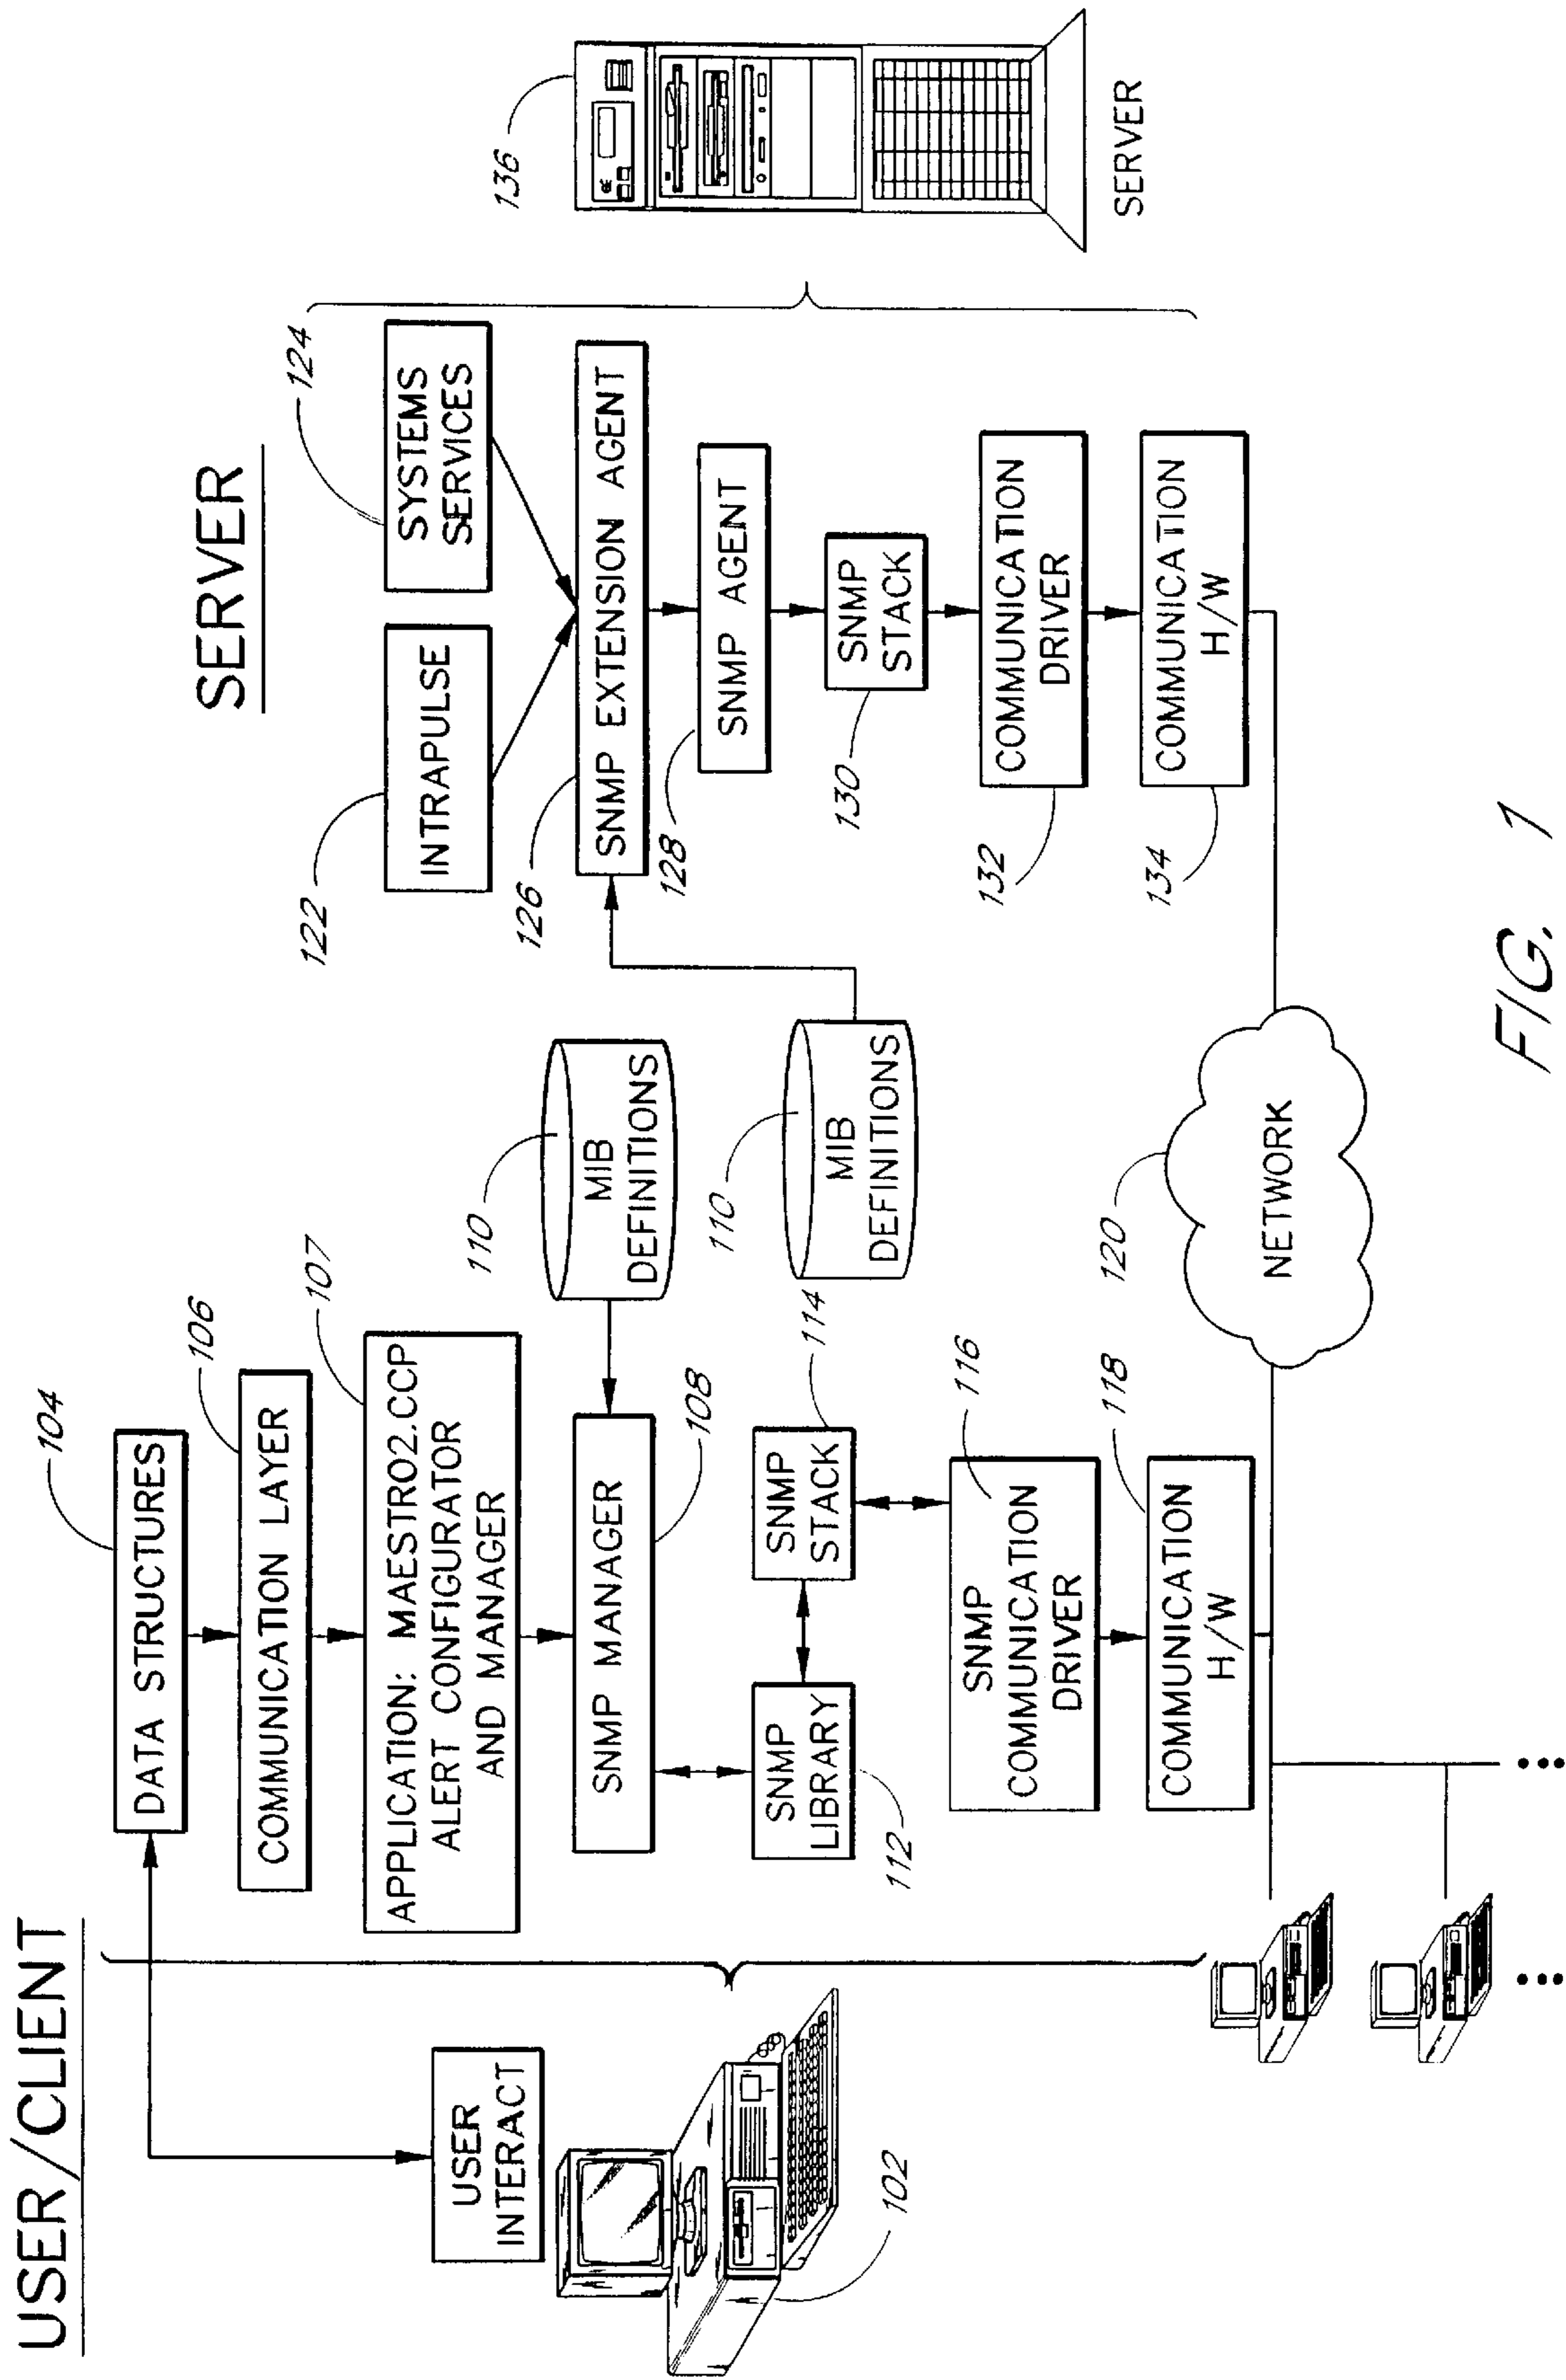 USER/CLIENT
USER
INTERACT
102
DATA STRUCTURES
104
COMMUNICATION LAYER
106
APPLICATION: MAESTRO2.CCP
ALERT CONFIGURATOR
AND MANAGER
107
SNMP MANAGER
108
MIB
DEFINITIONS
110
SNMP
LIBRARY
112
SNMP
STACK
114
SNMP
COMMUNICATION
DRIVER
116
COMMUNICATION
H/W
118
MIB
DEFINITIONS
110
NETWORK
120
SERVER
INTRAPULSE
122
SYSTEMS
SERVICES
124
SNMP EXTENSION AGENT
126
SNMP AGENT
128
SNMP
STACK
130
COMMUNICATION
DRIVER
132
COMMUNICATION
H/W
134
136
SERVER
FIG. 1